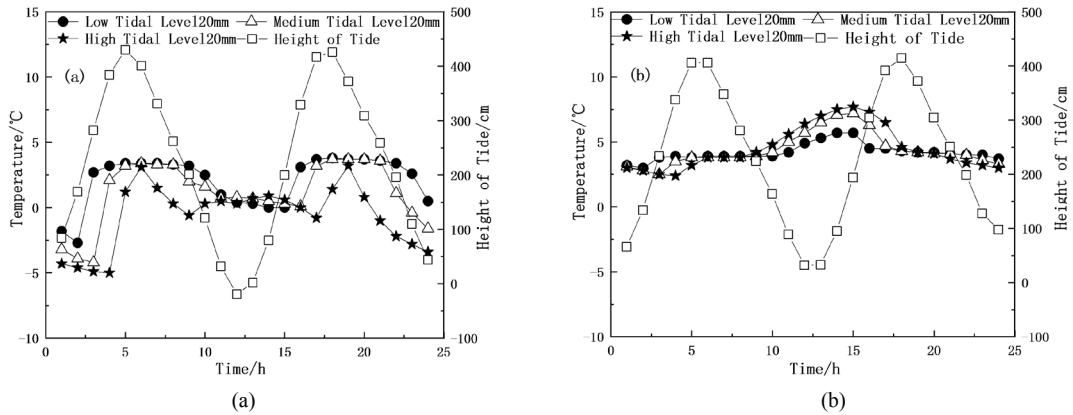 Low Tidal Level20mm
Medium Tidal Level20mm
High Tidal Level20mm
Height of Tide
(a)
Temperature/℃
15
10
5
0
-5
-10
0 5 10 15 20 25
Time/h
500
400
300
200
100
0
-100
Height of Tide/cm
(a)
Low Tidal Level20mm
Medium Tidal Level20mm
High Tidal Level20mm
Height of Tide
(b)
Temperature/℃
15
10
5
0
-5
-10
0 5 10 15 20 25
Time/h
500
400
300
200
100
0
-100
Height of Tide/cm
(b)